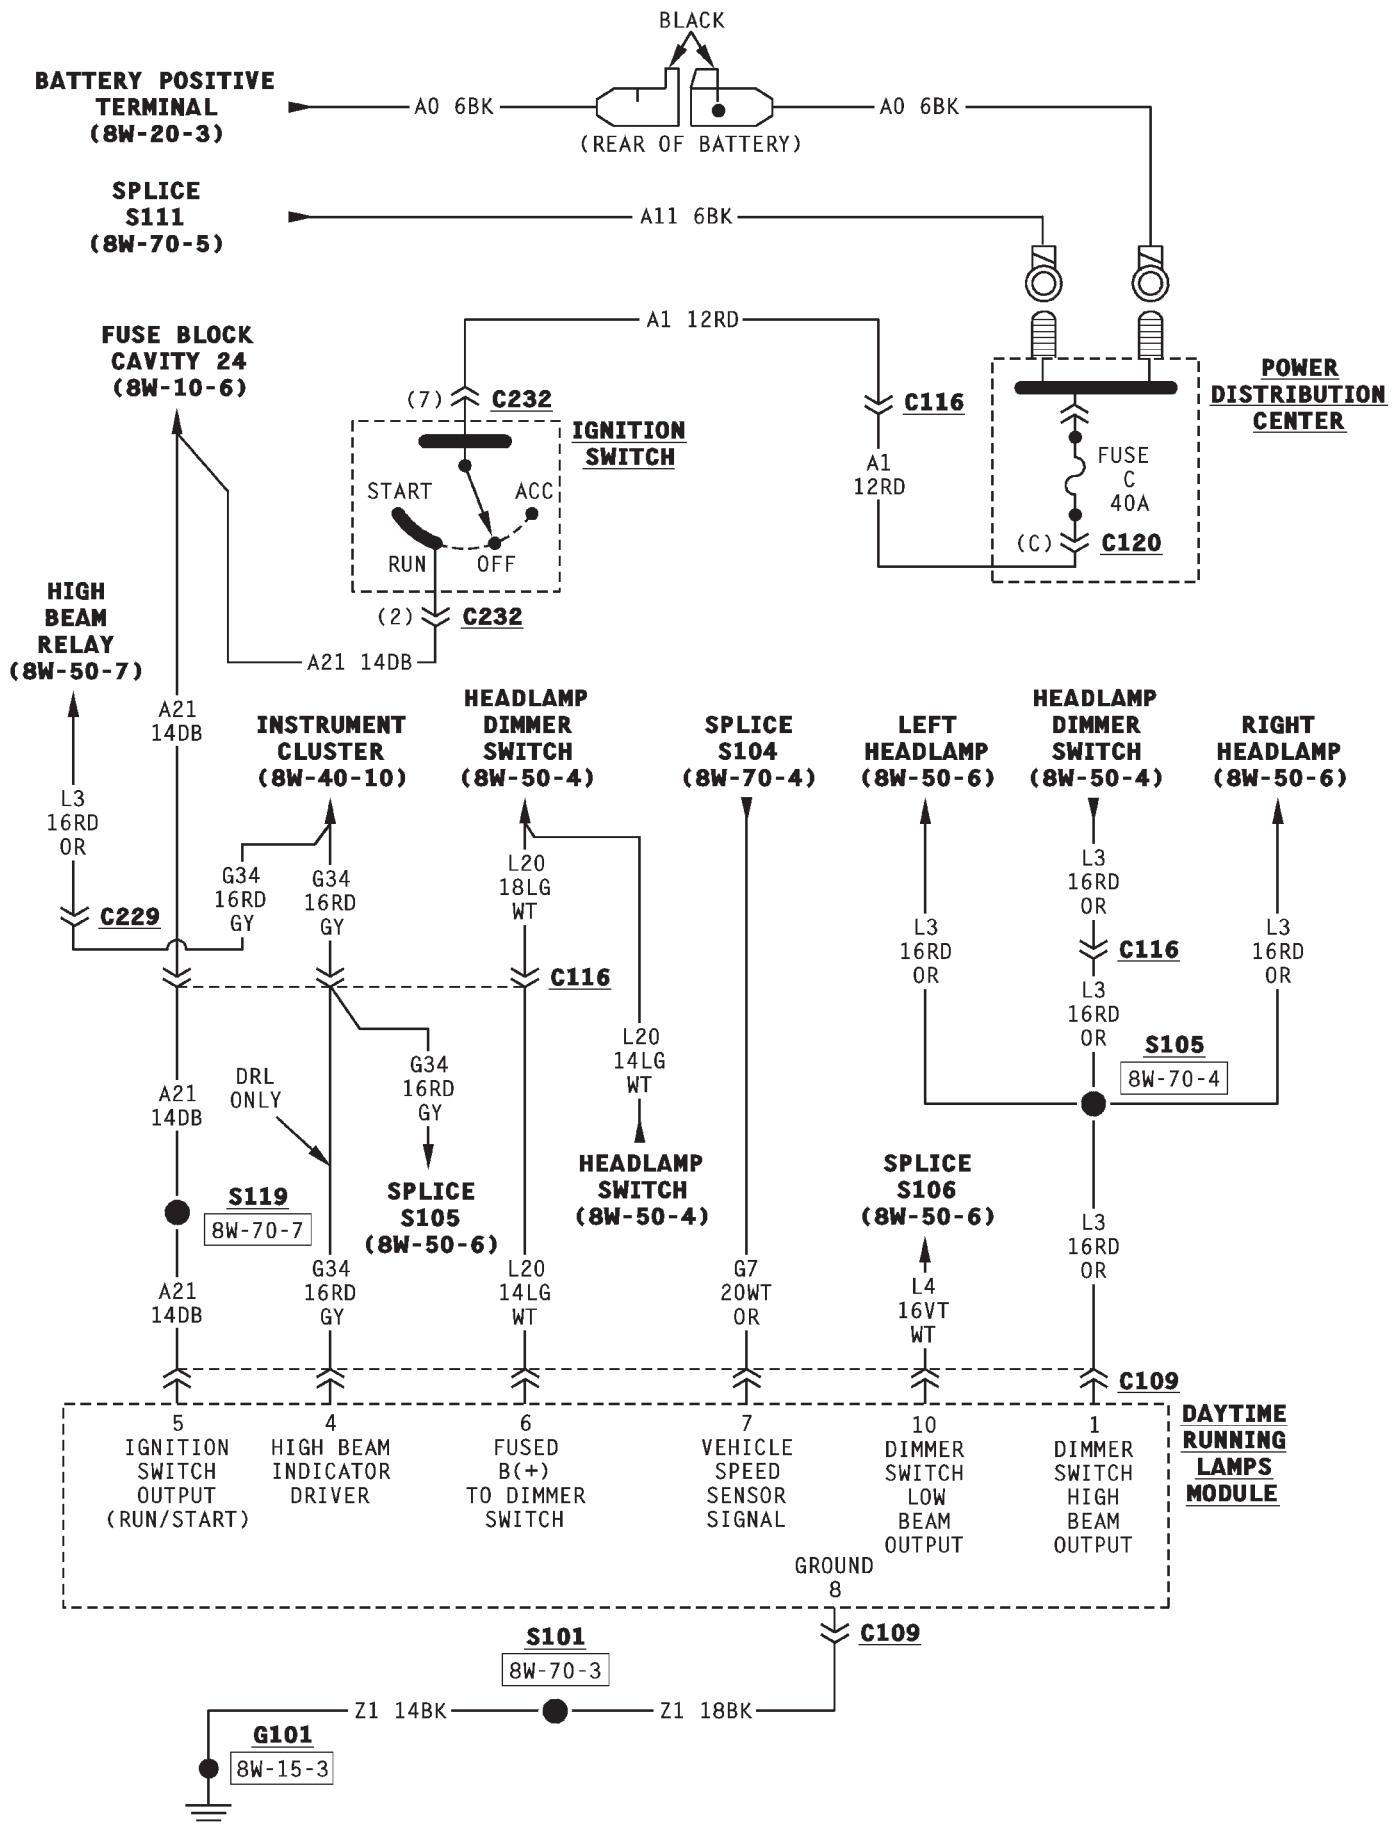 BLACK
BATTERY POSITIVE
TERMINAL
(8W-20-3)
A0 6BK
A0 6BK
(REAR OF BATTERY)
SPLICE
S111
(8W-70-5)
A11 6BK
FUSE BLOCK
CAVITY 24
(8W-10-6)
A1 12RD
(7)
C232
IGNITION
SWITCH
START
ACC
RUN
OFF
(2)
C232
A21 14DB
C116
A1
12RD
POWER
DISTRIBUTION
CENTER
FUSE
C
40A
(C)
C120
HIGH
BEAM
RELAY
(8W-50-7)
A21
14DB
INSTRUMENT
CLUSTER
(8W-40-10)
HEADLAMP
DIMMER
SWITCH
(8W-50-4)
SPLICE
S104
(8W-70-4)
LEFT
HEADLAMP
(8W-50-6)
HEADLAMP
DIMMER
SWITCH
(8W-50-4)
RIGHT
HEADLAMP
(8W-50-6)
L3
16RD
OR
C229
G34
16RD
GY
G34
16RD
GY
L20
18LG
WT
C116
L3
16RD
OR
L3
16RD
OR
C116
L3
16RD
OR
L3
16RD
OR
S105
8W-70-4
L20
14LG
WT
HEADLAMP
SWITCH
(8W-50-4)
DRL
ONLY
G34
16RD
GY
SPLICE
S105
(8W-50-6)
A21
14DB
S119
8W-70-7
SPLICE
S106
(8W-50-6)
A21
14DB
G34
16RD
GY
L20
14LG
WT
G7
20WT
OR
L4
16VT
WT
L3
16RD
OR
C109
DAYTIME
RUNNING
LAMPS
MODULE
5
IGNITION
SWITCH
OUTPUT
(RUN/START)
4
HIGH BEAM
INDICATOR
DRIVER
6
FUSED
B(+)
TO DIMMER
SWITCH
7
VEHICLE
SPEED
SENSOR
SIGNAL
10
DIMMER
SWITCH
LOW
BEAM
OUTPUT
1
DIMMER
SWITCH
HIGH
BEAM
OUTPUT
GROUND
8
C109
S101
8W-70-3
Z1 14BK
Z1 18BK
G101
8W-15-3